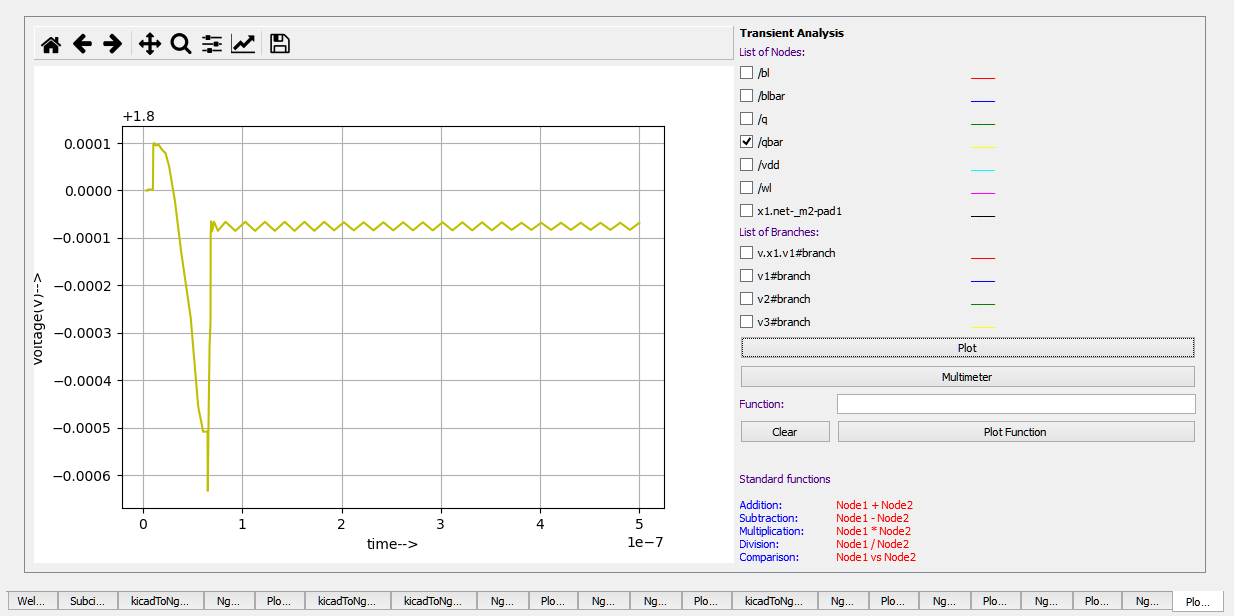 +1.8
0.0001
0.0000
−0.0001
−0.0002
−0.0003
−0.0004
−0.0005
−0.0006
voltage(V)-->
0 1 2 3 4 5
1e−7
time-->
Transient Analysis
List of Nodes:
/bl
/blbar
/q
/qbar
/vdd
/wl
x1.net-_m2-pad1
List of Branches:
v.x1.v1#branch
v1#branch
v2#branch
v3#branch
Plot
Multimeter
Function:
Clear Plot Function
Standard functions
Addition: Node1 + Node2
Subtraction: Node1 - Node2
Multiplication: Node1 * Node2
Division: Node1 / Node2
Comparison: Node1 vs Node2
Wel... Subci... kicadToNg... Ng... Plo... kicadToNg... kicadToNg... Ng... Plo... Ng... Ng... Plo... kicadToNg... Ng... Plo... Ng... Plo... Ng... Plo... Ng... Plo...